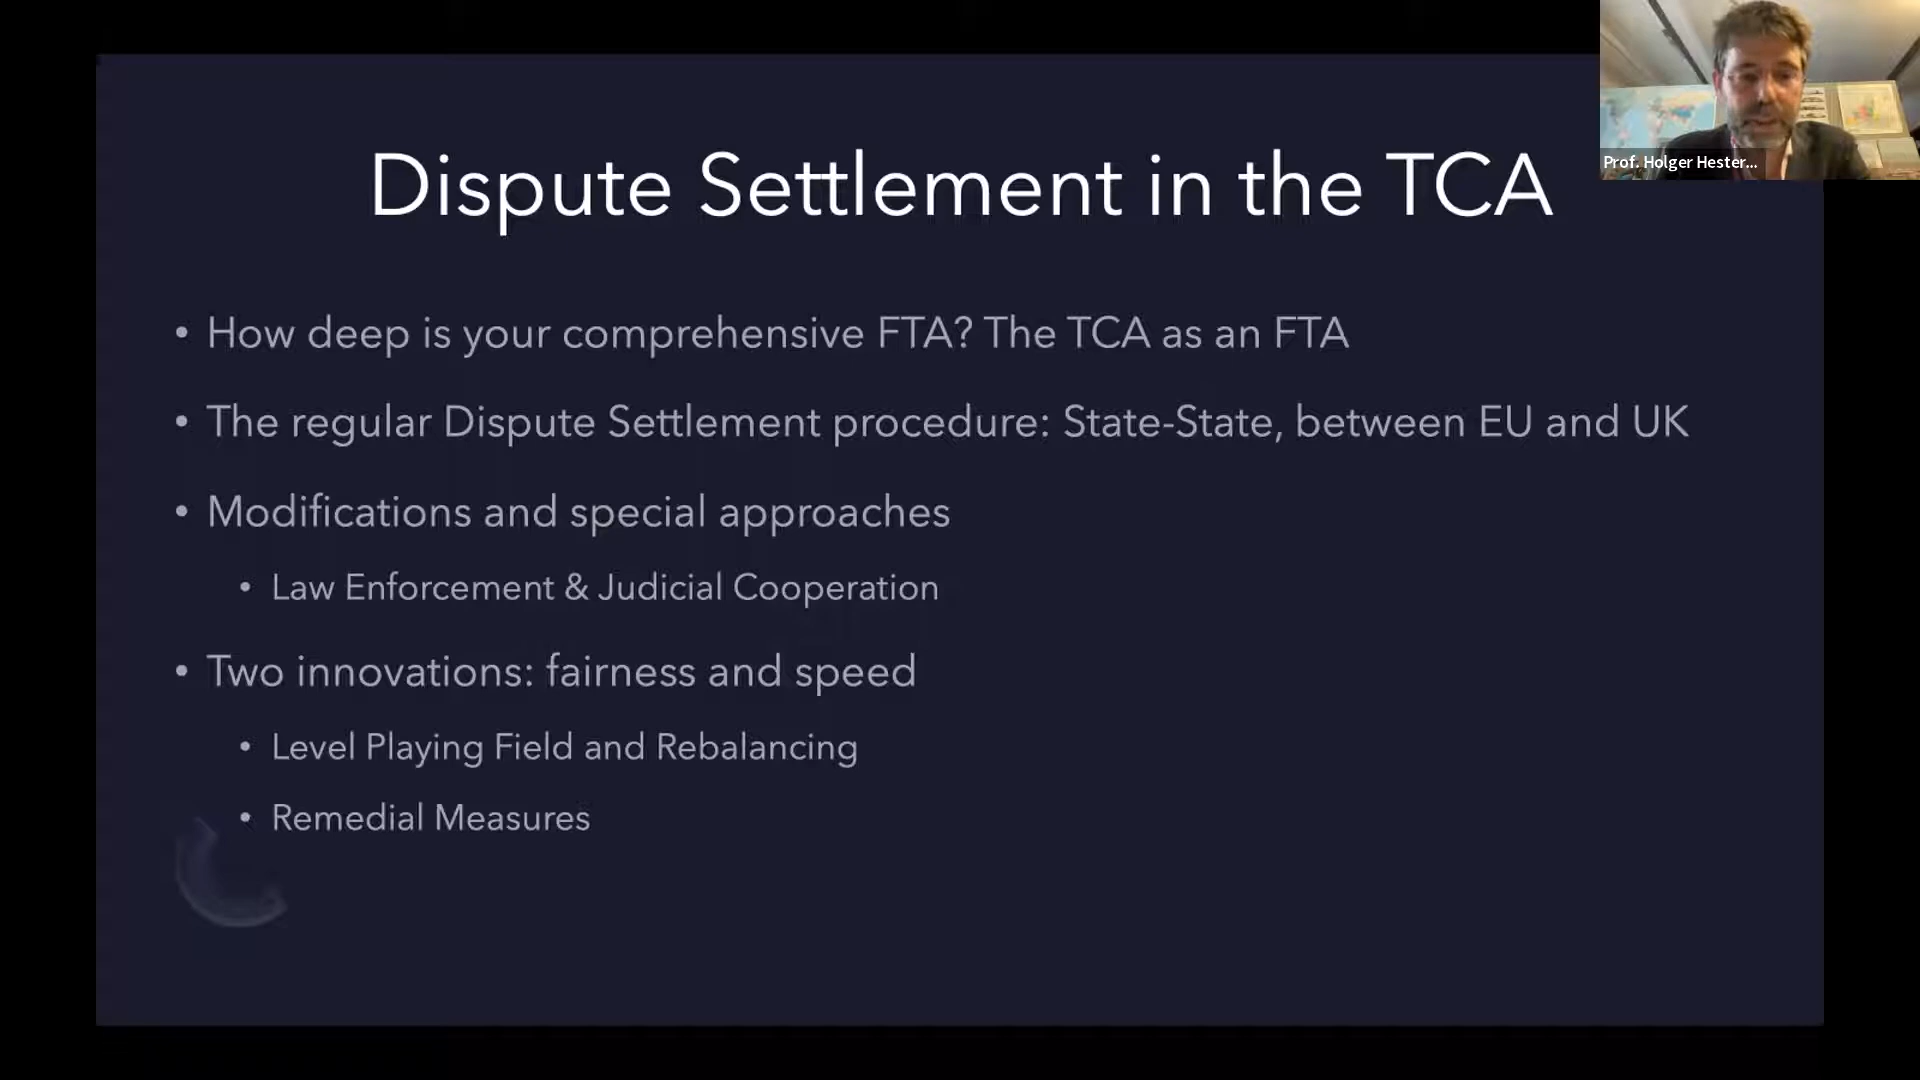 Dispute Settlement in the TCA
Prof. Holger Hester...
• How deep is your comprehensive FTA? The TCA as an FTA
• The regular Dispute Settlement procedure: State-State, between EU and UK
• Modifications and special approaches
• Law Enforcement & Judicial Cooperation
• Two innovations: fairness and speed
• Level Playing Field and Rebalancing
• Remedial Measures